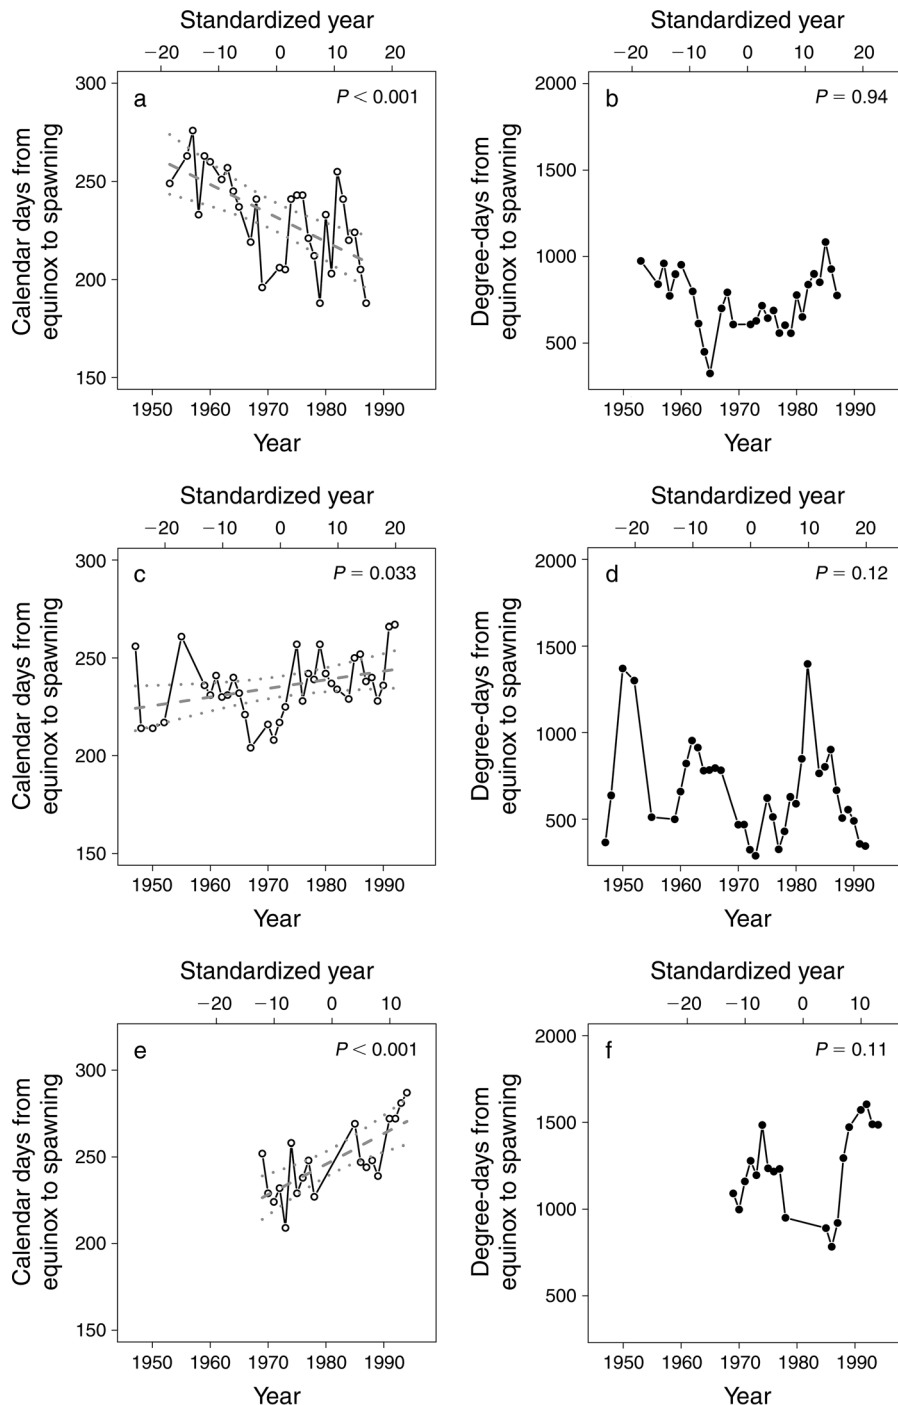 Standardized year
−20 −10 0 10 20
300
250
200
150
Calendar days from
equinox to spawning
a
P < 0.001
1950 1960 1970 1980 1990
Year
Standardized year
−20 −10 0 10 20
2000
1500
1000
500
Degree-days from
equinox to spawning
b
P = 0.94
1950 1960 1970 1980 1990
Year
Standardized year
−20 −10 0 10 20
300
250
200
150
Calendar days from
equinox to spawning
c
P = 0.033
1950 1960 1970 1980 1990
Year
Standardized year
−20 −10 0 10 20
2000
1500
1000
500
Degree-days from
equinox to spawning
d
P = 0.12
1950 1960 1970 1980 1990
Year
Standardized year
−20 −10 0 10
300
250
200
150
Calendar days from
equinox to spawning
e
P < 0.001
1950 1960 1970 1980 1990
Year
Standardized year
−20 −10 0 10
2000
1500
1000
500
Degree-days from
equinox to spawning
f
P = 0.11
1950 1960 1970 1980 1990
Year